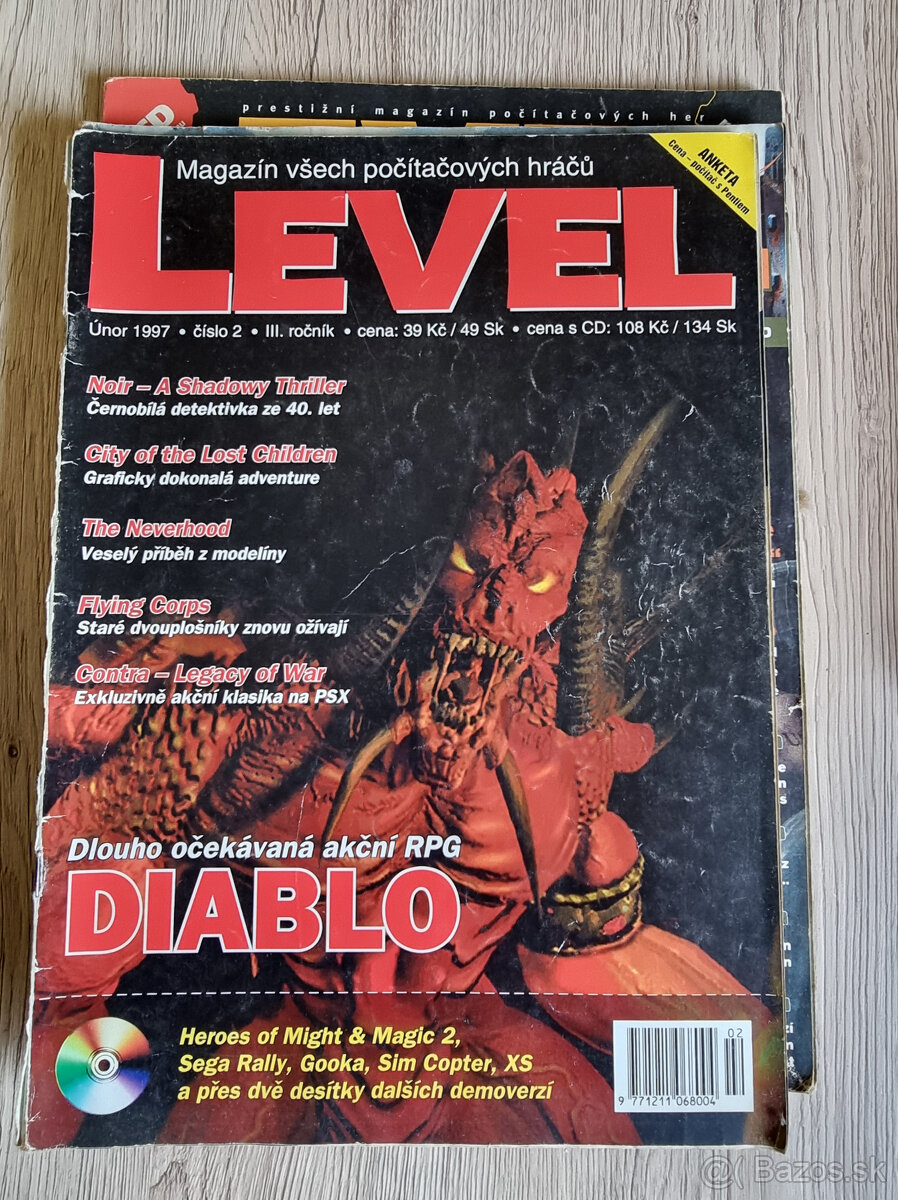 prestižní magazín počítačových her
Magazín všech počítačových hráčů
ANKETA
Cena – počítač s Pentiem
LEVEL
Únor 1997 • číslo 2 • III. ročník • cena: 39 Kč / 49 Sk • cena s CD: 108 Kč / 134 Sk
Noir – A Shadowy Thriller
Černobílá detektivka ze 40. let
City of the Lost Children
Graficky dokonalá adventure
The Neverhood
Veselý příběh z modelíny
Flying Corps
Staré dvouplošníky znovu ožívají
Contra – Legacy of War
Exkluzivně akční klasika na PSX
Dlouho očekávaná akční RPG
DIABLO
Heroes of Might & Magic 2,
Sega Rally, Gooka, Sim Copter, XS
a přes dvě desítky dalších demoverzí
02
9 771211 068004
Bazos.sk